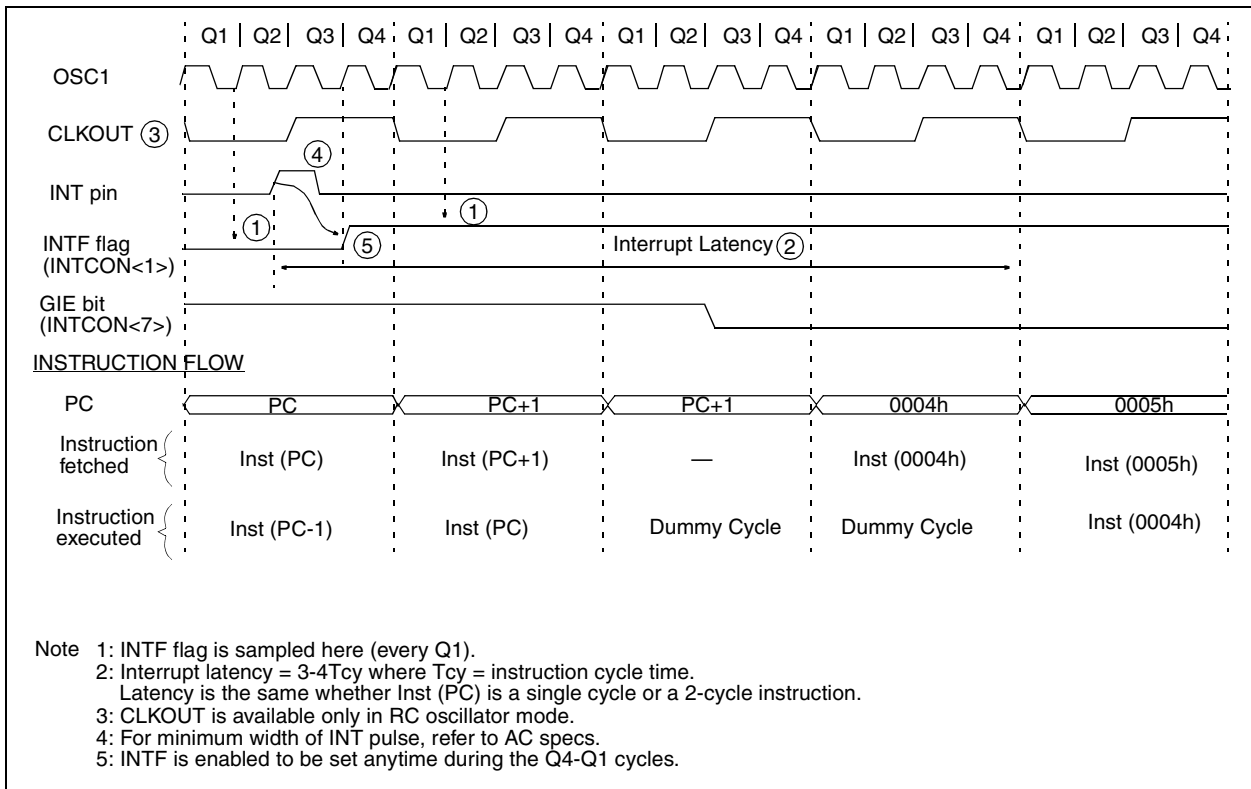 Q1 | Q2 | Q3 | Q4 Q1 | Q2 | Q3 | Q4 Q1 | Q2 | Q3 | Q4 Q1 | Q2 | Q3 | Q4 Q1 | Q2 | Q3 | Q4
OSC1
CLKOUT 3
4
INT pin
1 1
INTF flag
(INTCON<1>)
5
Interrupt Latency 2
GIE bit
(INTCON<7>)
INSTRUCTION FLOW
PC PC PC+1 PC+1 0004h 0005h
Instruction
fetched
Inst (PC) Inst (PC+1) — Inst (0004h) Inst (0005h)
Instruction
executed
Inst (PC-1) Inst (PC) Dummy Cycle Dummy Cycle Inst (0004h)
Note 1: INTF flag is sampled here (every Q1).
2: Interrupt latency = 3-4Tcy where Tcy = instruction cycle time.
Latency is the same whether Inst (PC) is a single cycle or a 2-cycle instruction.
3: CLKOUT is available only in RC oscillator mode.
4: For minimum width of INT pulse, refer to AC specs.
5: INTF is enabled to be set anytime during the Q4-Q1 cycles.